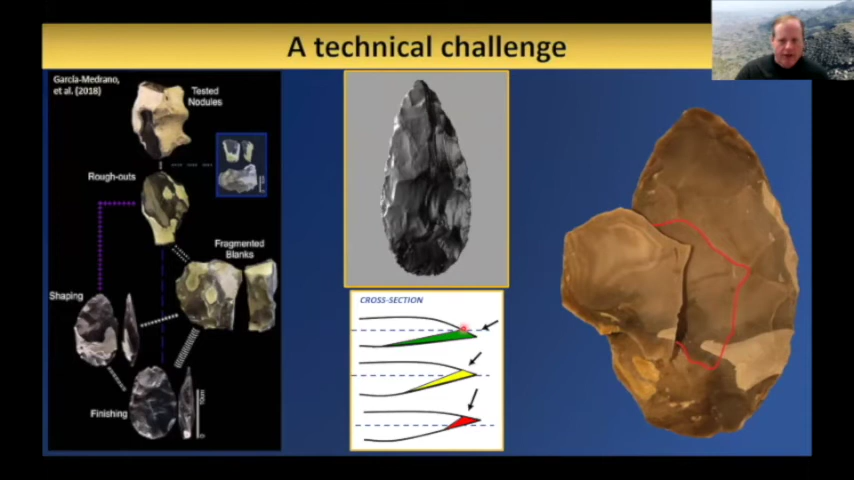 A technical challenge
García-Medrano,
et al. (2018)
Tested
Nodules
Rough-outs
Fragmented
Blanks
Shaping
Finishing
CROSS-SECTION